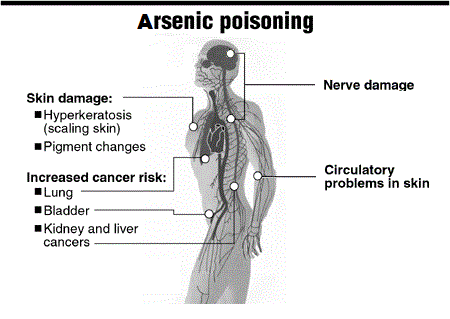 Arsenic poisoning
Skin damage:
■ Hyperkeratosis
(scaling skin)
■ Pigment changes
Increased cancer risk:
■ Lung
■ Bladder
■ Kidney and liver
cancers
Nerve damage
Circulatory
problems in skin